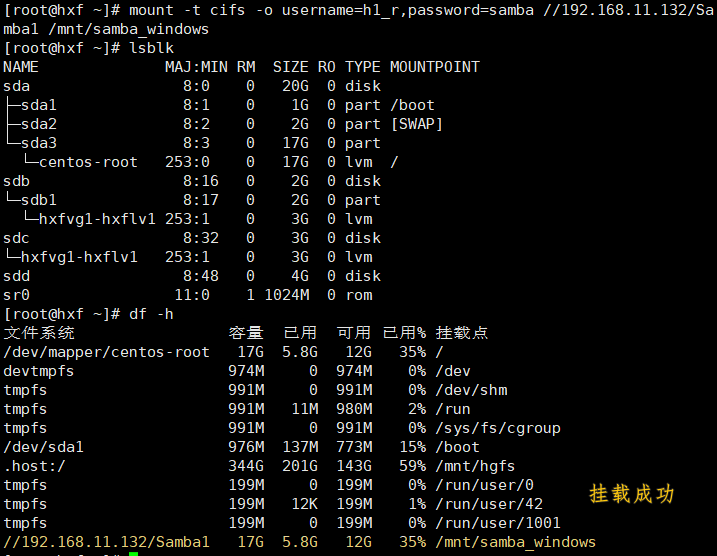 [root@hxf ~]# mount -t cifs -o username=h1_r,password=samba //192.168.11.132/Sa
mba1 /mnt/samba_windows
[root@hxf ~]# lsblk
NAME                MAJ:MIN RM  SIZE RO TYPE MOUNTPOINT
sda                   8:0    0   20G  0 disk
├─sda1                8:1    0    1G  0 part /boot
├─sda2                8:2    0    2G  0 part [SWAP]
└─sda3                8:3    0   17G  0 part
  └─centos-root   253:0    0   17G  0 lvm  /
sdb                   8:16   0    2G  0 disk
└─sdb1                8:17   0    2G  0 part
  └─hxfvg1-hxflv1 253:1    0    3G  0 lvm
sdc                   8:32   0    3G  0 disk
└─hxfvg1-hxflv1   253:1    0    3G  0 lvm
sdd                   8:48   0    4G  0 disk
sr0                  11:0    1 1024M  0 rom
[root@hxf ~]# df -h
文件系统                 容量  已用  可用 已用% 挂载点
/dev/mapper/centos-root   17G  5.8G   12G   35% /
devtmpfs                 974M     0  974M    0% /dev
tmpfs                    991M     0  991M    0% /dev/shm
tmpfs                    991M   11M  980M    2% /run
tmpfs                    991M     0  991M    0% /sys/fs/cgroup
/dev/sda1                976M  137M  773M   15% /boot
.host:/                  344G  201G  143G   59% /mnt/hgfs
tmpfs                    199M     0  199M    0% /run/user/0
挂载成功
tmpfs                    199M   12K  199M    1% /run/user/42
tmpfs                    199M     0  199M    0% /run/user/1001
//192.168.11.132/Samba1   17G  5.8G   12G   35% /mnt/samba_windows
[root@hxf ~]#